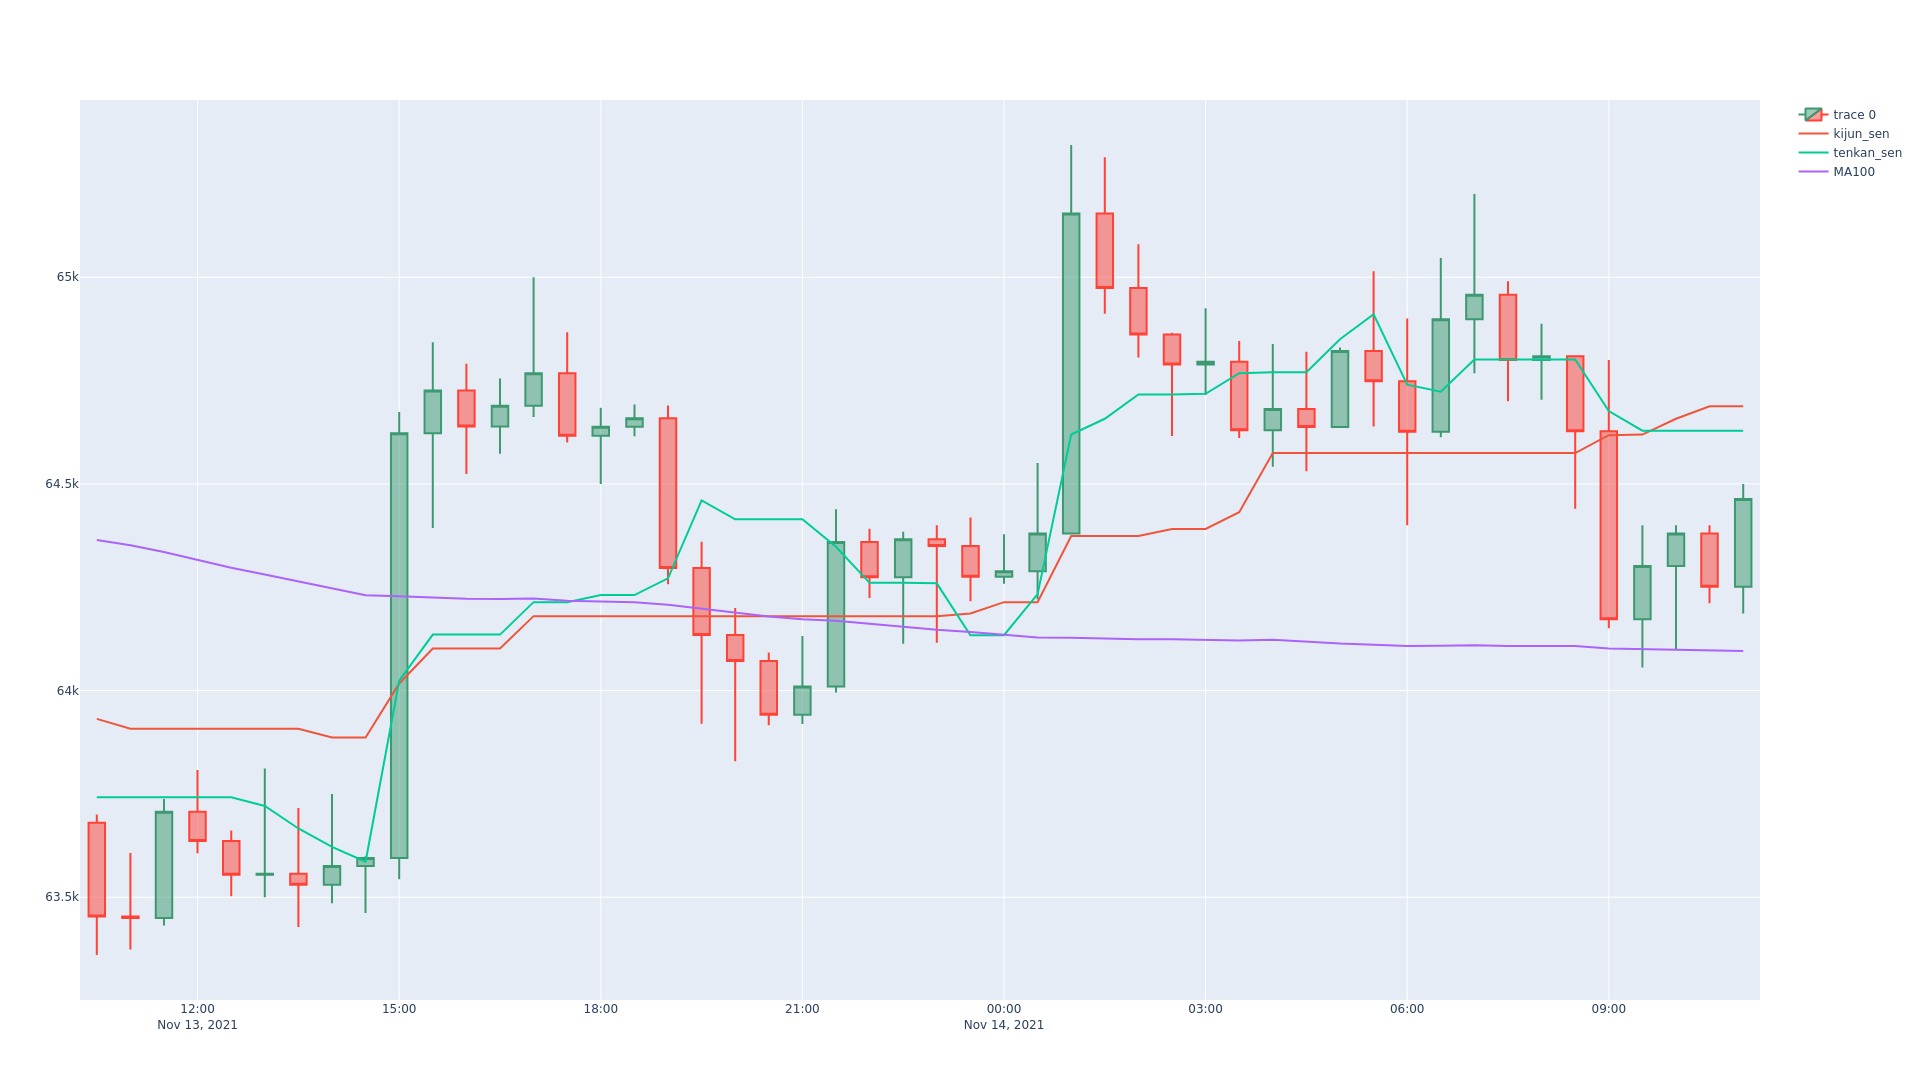 trace 0
kijun_sen
tenkan_sen
MA100
65k
64.5k
64k
63.5k
12:00 15:00 18:00 21:00 00:00 03:00 06:00 09:00
Nov 13, 2021 Nov 14, 2021